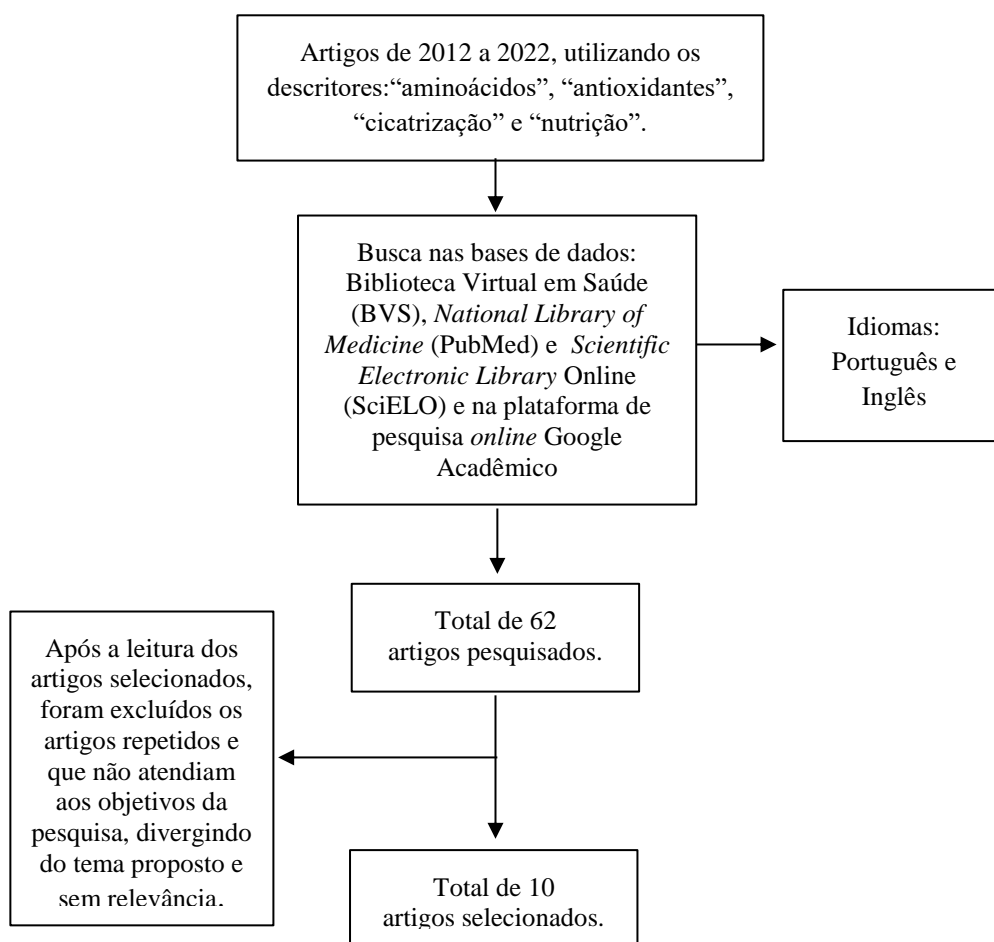 Artigos de 2012 a 2022, utilizando os
descritores:“aminoácidos”, “antioxidantes”,
“cicatrização” e “nutrição”.
Busca nas bases de dados:
Biblioteca Virtual em Saúde
(BVS), National Library of
Medicine (PubMed) e Scientific
Electronic Library Online
(SciELO) e na plataforma de
pesquisa online Google
Acadêmico
Idiomas:
Português e
Inglês
Total de 62
artigos pesquisados.
Após a leitura dos
artigos selecionados,
foram excluídos os
artigos repetidos e
que não atendiam
aos objetivos da
pesquisa, divergindo
do tema proposto e
sem relevância.
Total de 10
artigos selecionados.